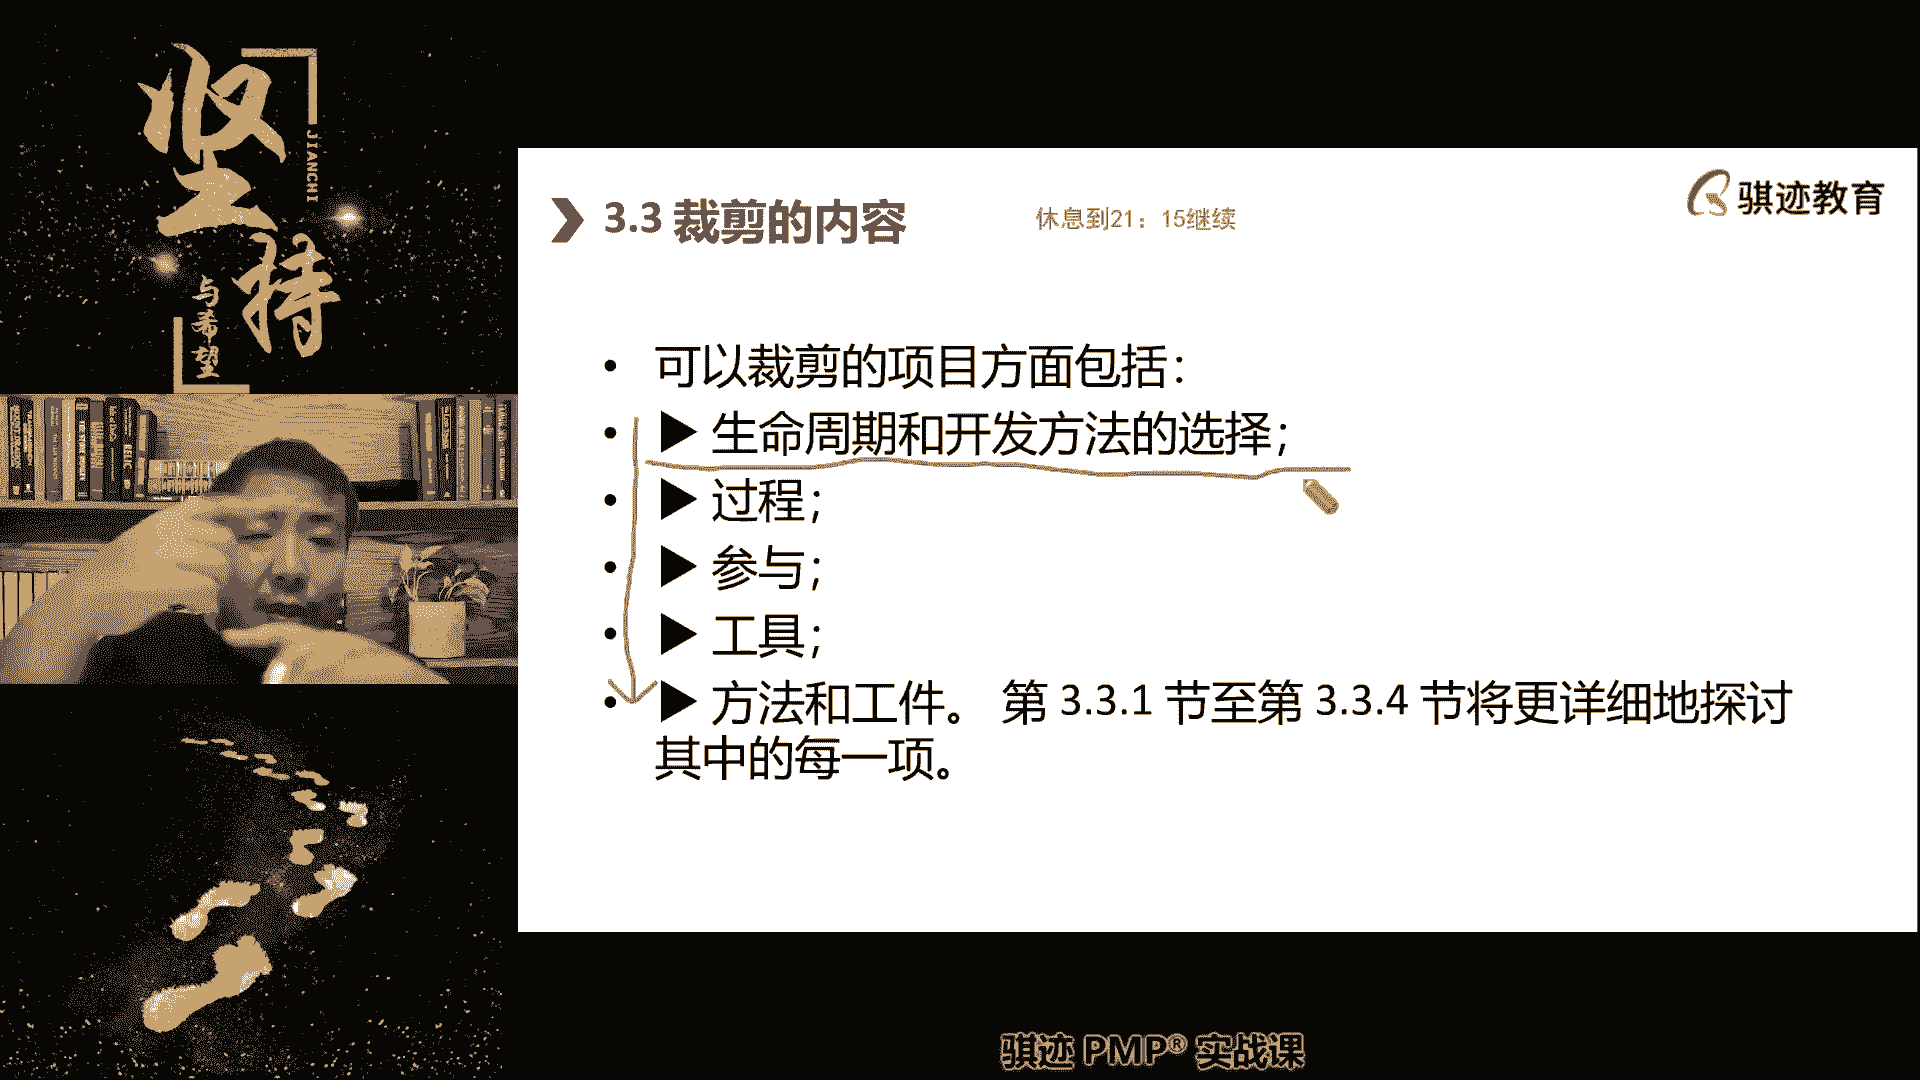 坚持
JIANCHI
与希望
3.3 裁剪的内容
休息到21：15继续
骐迹教育
• 可以裁剪的项目方面包括：
• ▶ 生命周期和开发方法的选择；
• ▶ 过程；
• ▶ 参与；
• ▶ 工具；
• ▶ 方法和工件。 第 3.3.1 节至第 3.3.4 节将更详细地探讨
其中的每一项。
骐迹 PMP® 实战课